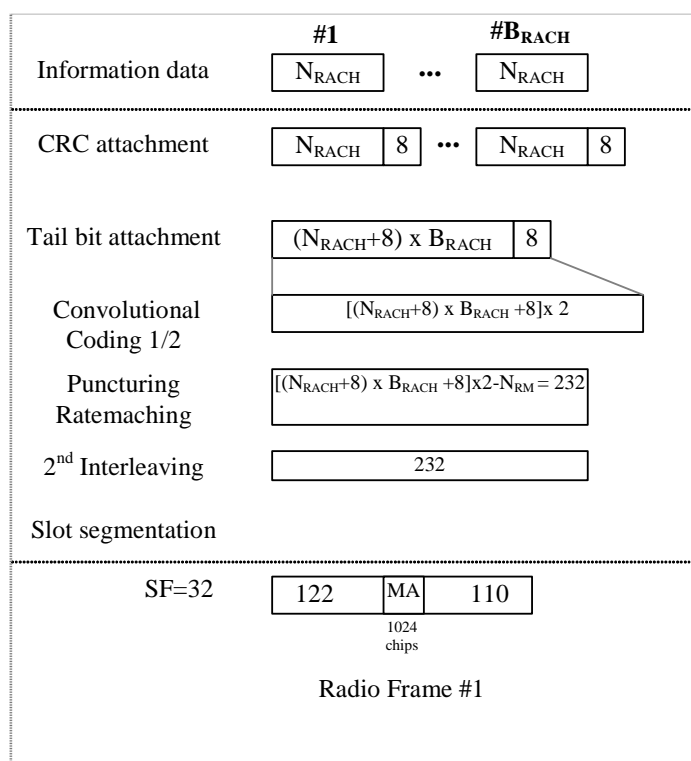 #1 #B_RACH
Information data N_RACH ... N_RACH
CRC attachment N_RACH 8 ... N_RACH 8
Tail bit attachment (N_RACH+8) x B_RACH 8
Convolutional [(N_RACH+8) x B_RACH +8]x 2
Coding 1/2
Puncturing [(N_RACH+8) x B_RACH +8]x2-N_RM = 232
Ratemaching
2nd Interleaving 232
Slot segmentation
SF=32 122 MA 110
1024
chips
Radio Frame #1